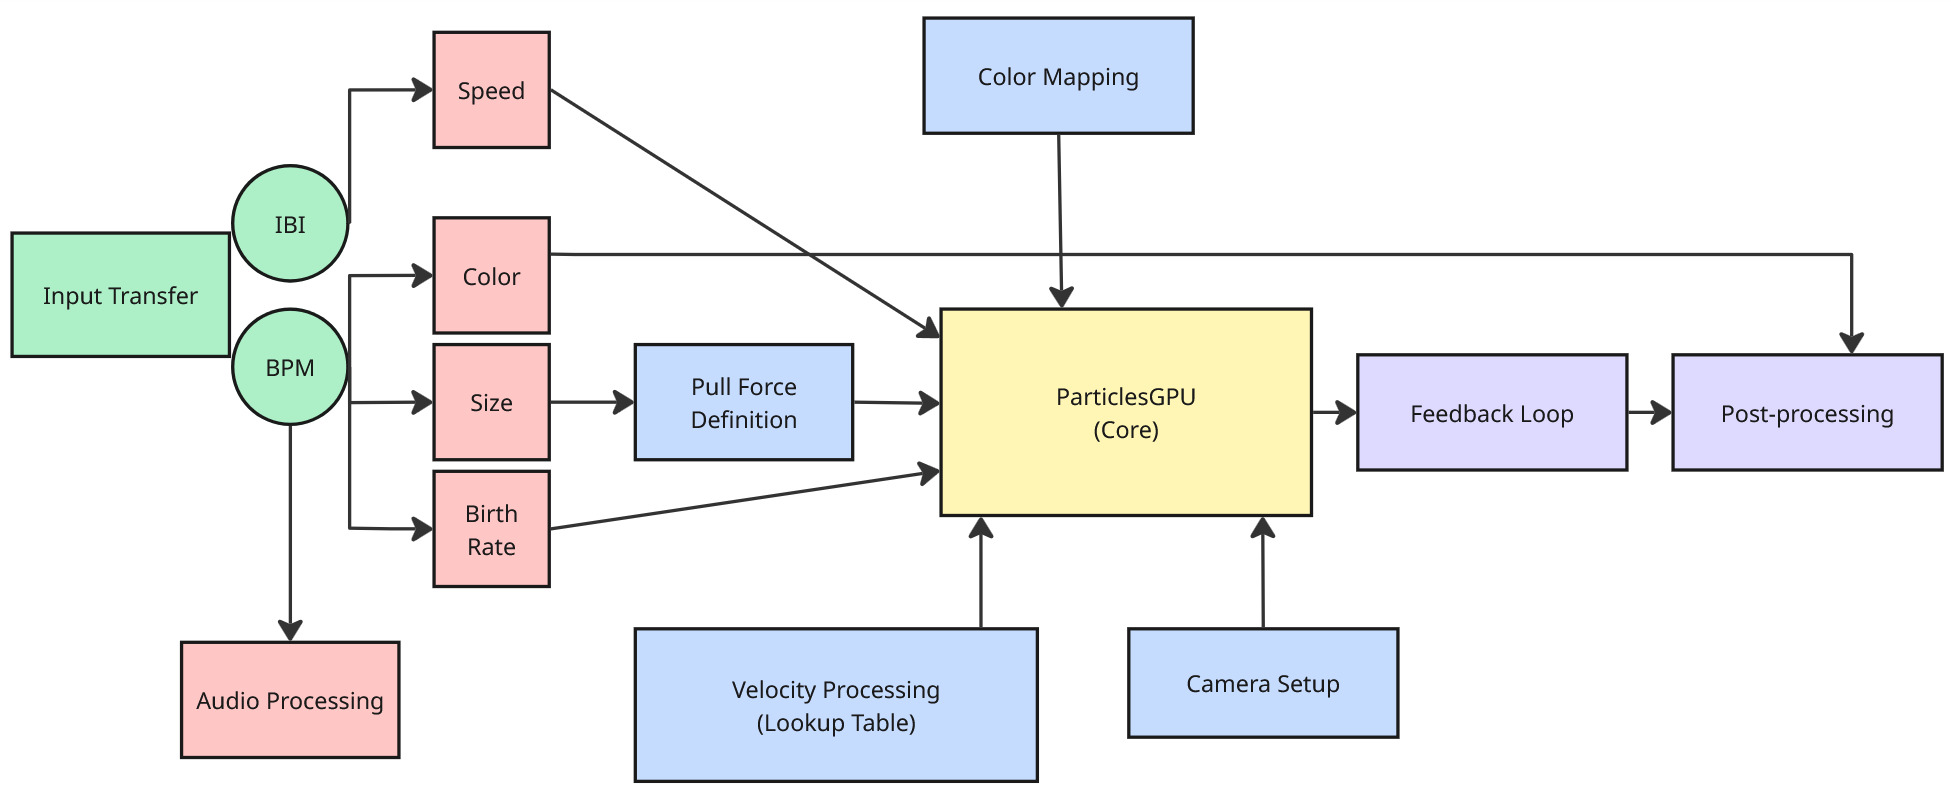 Speed
Color Mapping
IBI
Input Transfer
Color
BPM
Size
Pull Force
Definition
ParticlesGPU
(Core)
Feedback Loop
Post-processing
Birth
Rate
Audio Processing
Velocity Processing
(Lookup Table)
Camera Setup